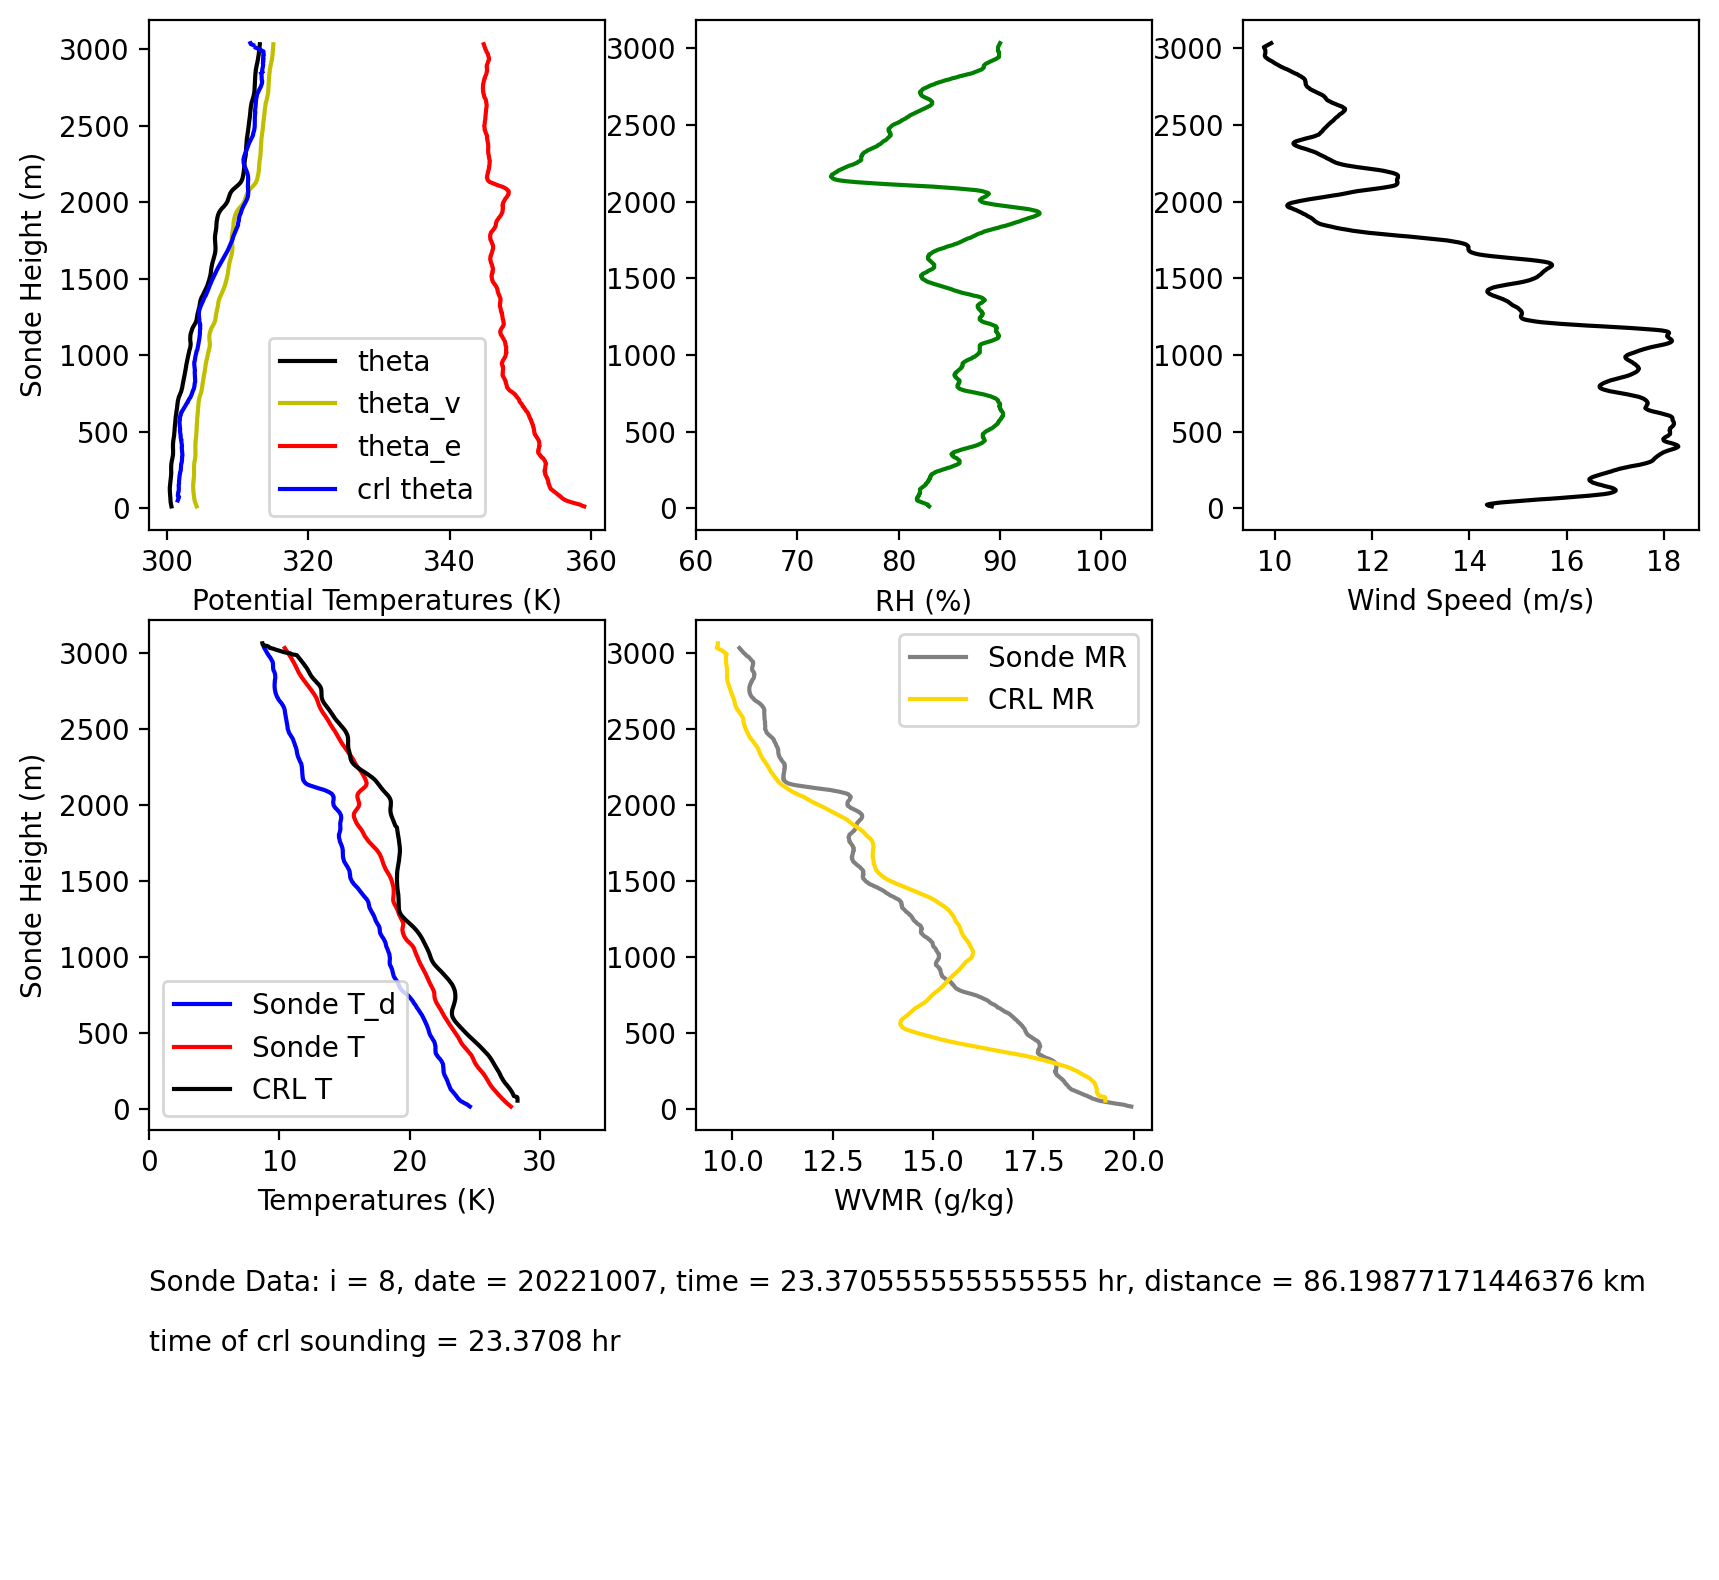 3000
2500
2000
1500
1000
500
0
Sonde Height (m)
300 320 340 360
Potential Temperatures (K)
theta
theta_v
theta_e
crl theta
3000
2500
2000
1500
1000
500
0
60 70 80 90 100
RH (%)
3000
2500
2000
1500
1000
500
0
10 12 14 16 18
Wind Speed (m/s)
3000
2500
2000
1500
1000
500
0
Sonde Height (m)
Sonde T_d
Sonde T
CRL T
0 10 20 30
Temperatures (K)
3000
2500
2000
1500
1000
500
0
Sonde MR
CRL MR
10.0 12.5 15.0 17.5 20.0
WVMR (g/kg)
Sonde Data: i = 8, date = 20221007, time = 23.370555555555555 hr, distance = 86.19877171446376 km
time of crl sounding = 23.3708 hr